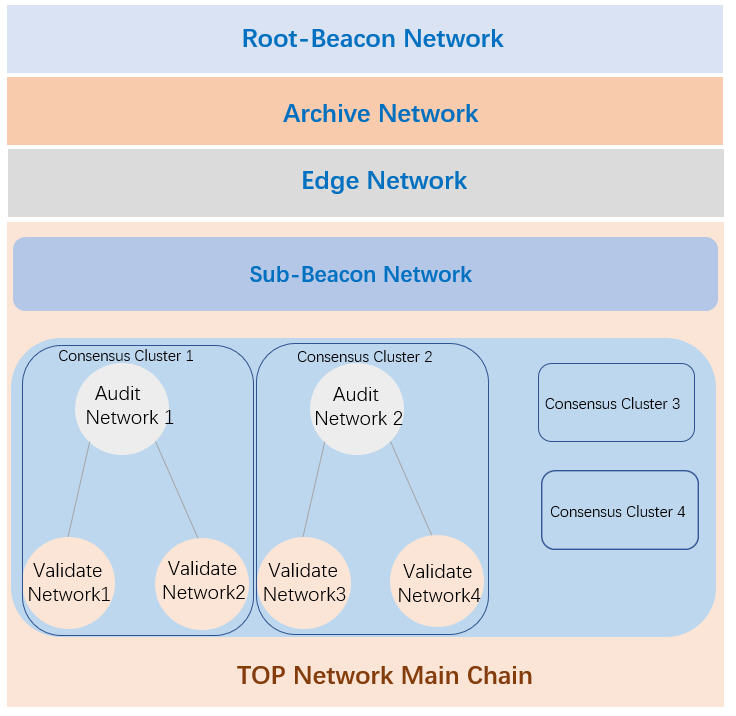 Root-Beacon Network
Archive Network
Edge Network
Sub-Beacon Network
Consensus Cluster 1
Audit
Network 1
Validate
Network1
Validate
Network2
Consensus Cluster 2
Audit
Network 2
Validate
Network3
Validate
Network4
Consensus Cluster 3
Consensus Cluster 4
TOP Network Main Chain